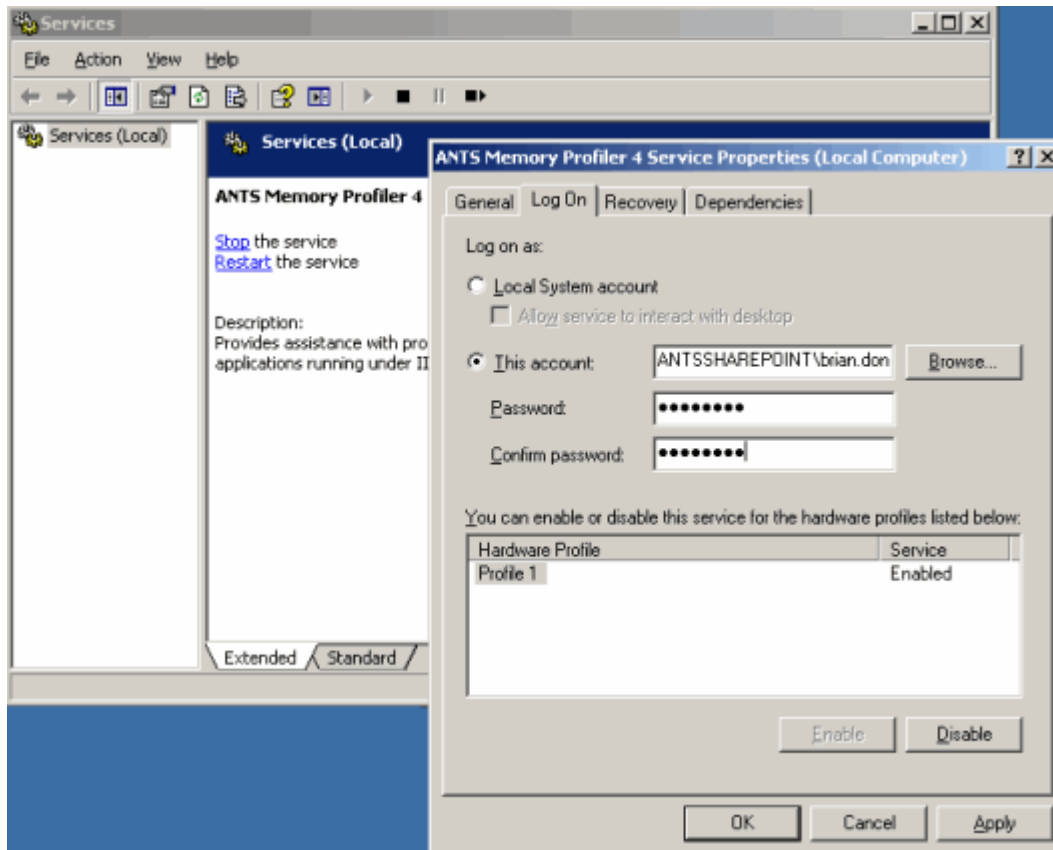 Services
File Action View Help
Services (Local)
Services (Local)
ANTS Memory Profiler 4
Stop the service
Restart the service
Description:
Provides assistance with pro
applications running under II
Extended Standard
ANTS Memory Profiler 4 Service Properties (Local Computer)
General Log On Recovery Dependencies
Log on as:
Local System account
Allow service to interact with desktop
This account: ANTSSHAREPOINT\brian.don Browse...
Password: ●●●●●●●●
Confirm password: ●●●●●●●●
You can enable or disable this service for the hardware profiles listed below:
Hardware Profile Service
Profile 1 Enabled
Enable Disable
OK Cancel Apply